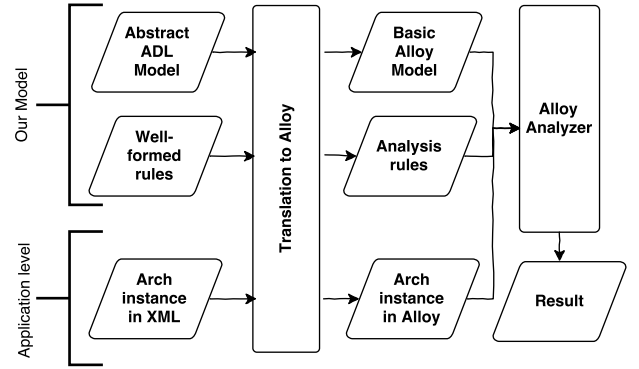 Our Model
Abstract
ADL
Model
Well-
formed
rules
Application level
Arch
instance
in XML
Translation to Alloy
Basic
Alloy
Model
Analysis
rules
Arch
instance
in Alloy
Alloy
Analyzer
Result